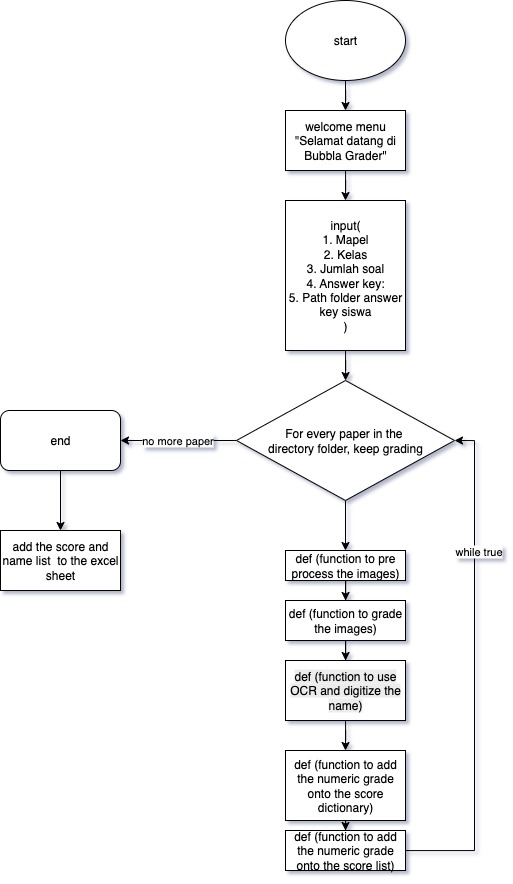 start
welcome menu
"Selamat datang di
Bubbla Grader"
input(
1. Mapel
2. Kelas
3. Jumlah soal
4. Answer key:
5. Path folder answer
key siswa
)
For every paper in the
directory folder, keep grading
no more paper
end
add the score and
name list to the excel
sheet
while true
def (function to pre
process the images)
def (function to grade
the images)
def (function to use
OCR and digitize the
name)
def (function to add
the numeric grade
onto the score
dictionary)
def (function to add
the numeric grade
onto the score list)